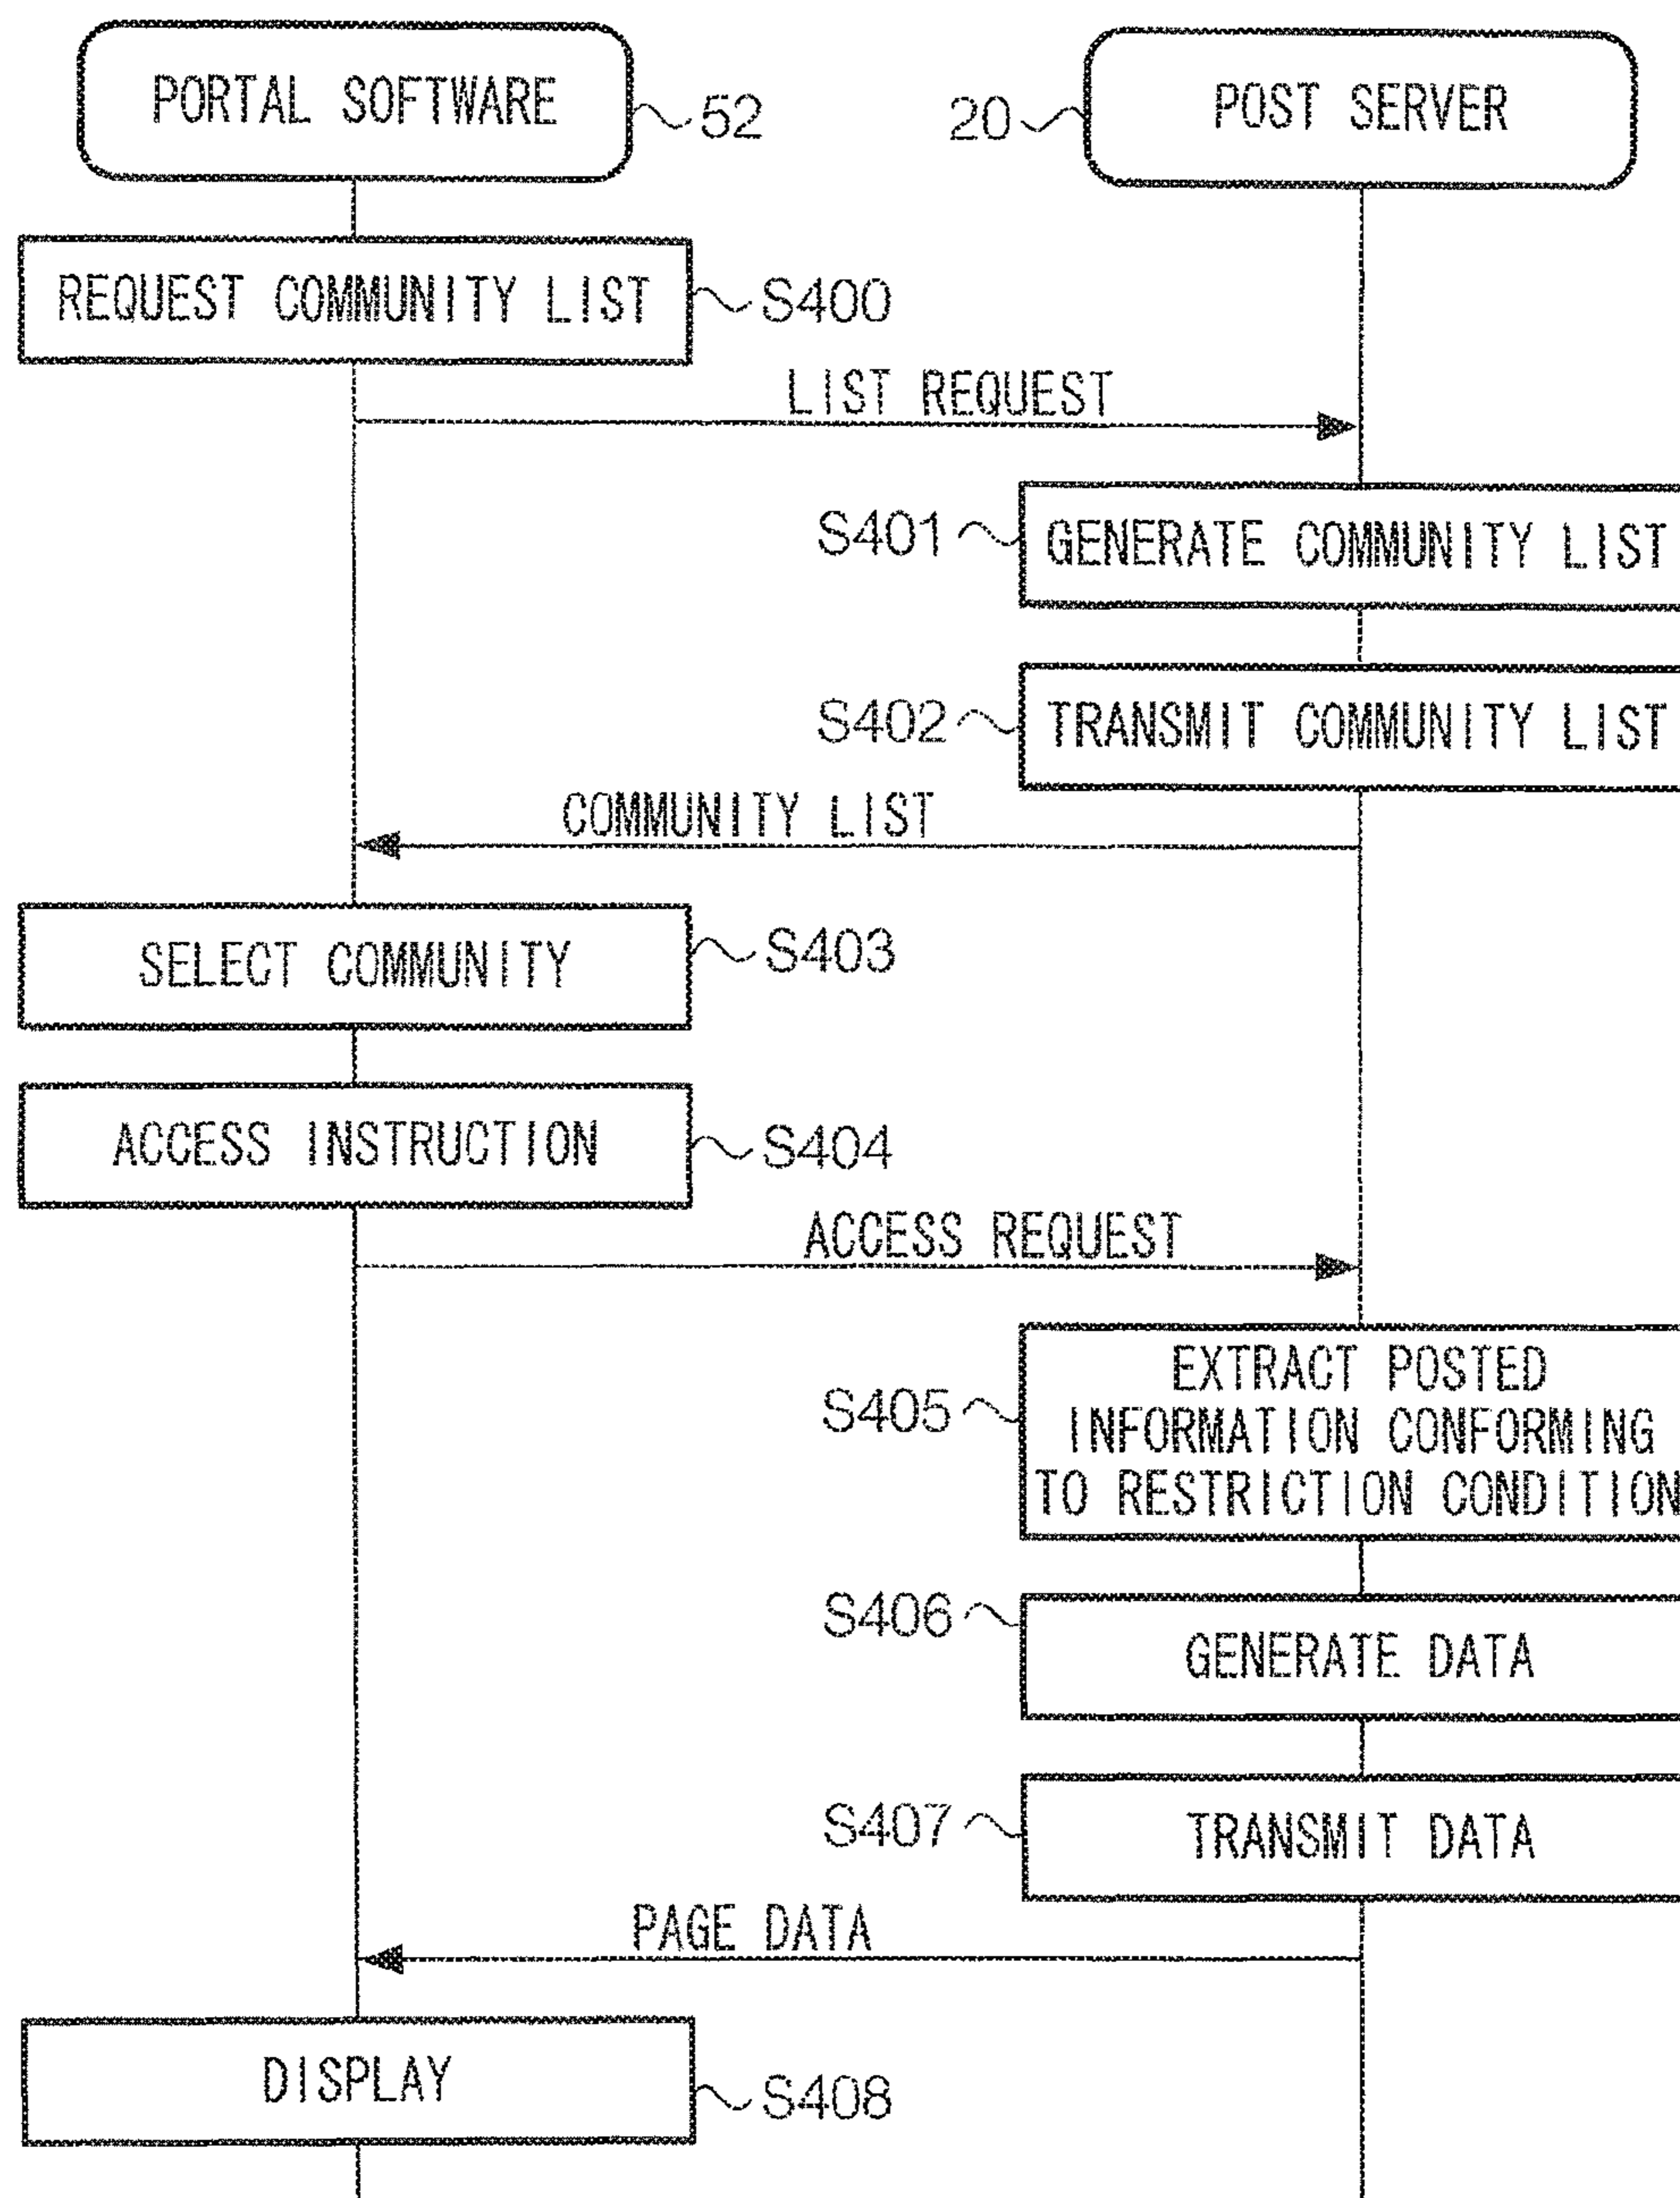 PORTAL SOFTWARE
52
20
POST SERVER
REQUEST COMMUNITY LIST
S400
LIST REQUEST
S401
GENERATE COMMUNITY LIST
S402
TRANSMIT COMMUNITY LIST
COMMUNITY LIST
SELECT COMMUNITY
S403
ACCESS INSTRUCTION
S404
ACCESS REQUEST
S405
EXTRACT POSTED
INFORMATION CONFORMING
TO RESTRICTION CONDITION
S406
GENERATE DATA
S407
TRANSMIT DATA
PAGE DATA
DISPLAY
S408